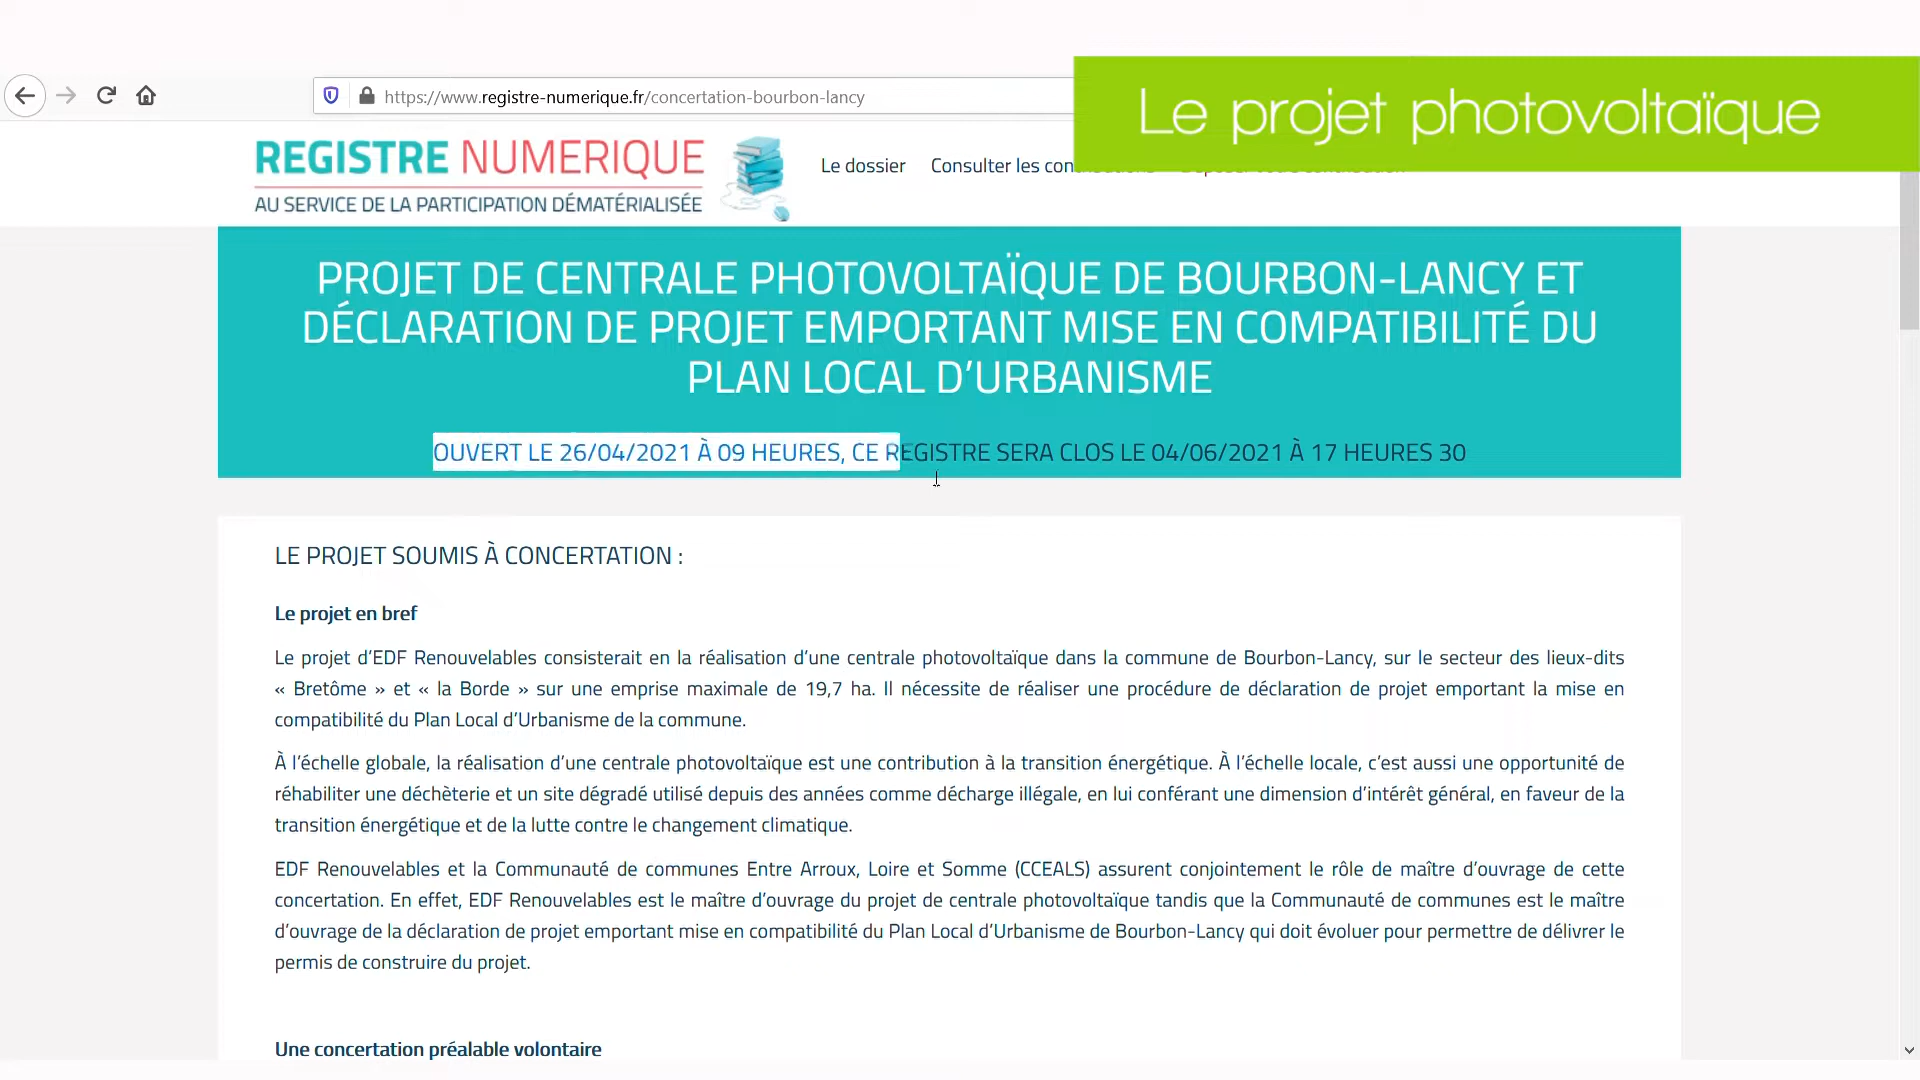 Le projet photovoltaïque
https://www.registre-numerique.fr/concertation-bourbon-lancy
REGISTRE NUMERIQUE
AU SERVICE DE LA PARTICIPATION DÉMATÉRIALISÉE
Le dossier Consulter les
PROJET DE CENTRALE PHOTOVOLTAÏQUE DE BOURBON-LANCY ET
DÉCLARATION DE PROJET EMPORTANT MISE EN COMPATIBILITÉ DU
PLAN LOCAL D’URBANISME
OUVERT LE 26/04/2021 À 09 HEURES, CE REGISTRE SERA CLOS LE 04/06/2021 À 17 HEURES 30
LE PROJET SOUMIS À CONCERTATION :
Le projet en bref
Le projet d’EDF Renouvelables consisterait en la réalisation d’une centrale photovoltaïque dans la commune de Bourbon-Lancy, sur le secteur des lieux-dits
« Bretôme » et « la Borde » sur une emprise maximale de 19,7 ha. Il nécessite de réaliser une procédure de déclaration de projet emportant la mise en
compatibilité du Plan Local d’Urbanisme de la commune.
À l’échelle globale, la réalisation d’une centrale photovoltaïque est une contribution à la transition énergétique. À l’échelle locale, c’est aussi une opportunité de
réhabiliter une déchèterie et un site dégradé utilisé depuis des années comme décharge illégale, en lui conférant une dimension d’intérêt général, en faveur de la
transition énergétique et de la lutte contre le changement climatique.
EDF Renouvelables et la Communauté de communes Entre Arroux, Loire et Somme (CCEALS) assurent conjointement le rôle de maître d’ouvrage de cette
concertation. En effet, EDF Renouvelables est le maître d’ouvrage du projet de centrale photovoltaïque tandis que la Communauté de communes est le maître
d’ouvrage de la déclaration de projet emportant mise en compatibilité du Plan Local d’Urbanisme de Bourbon-Lancy qui doit évoluer pour permettre de délivrer le
permis de construire du projet.
Une concertation préalable volontaire